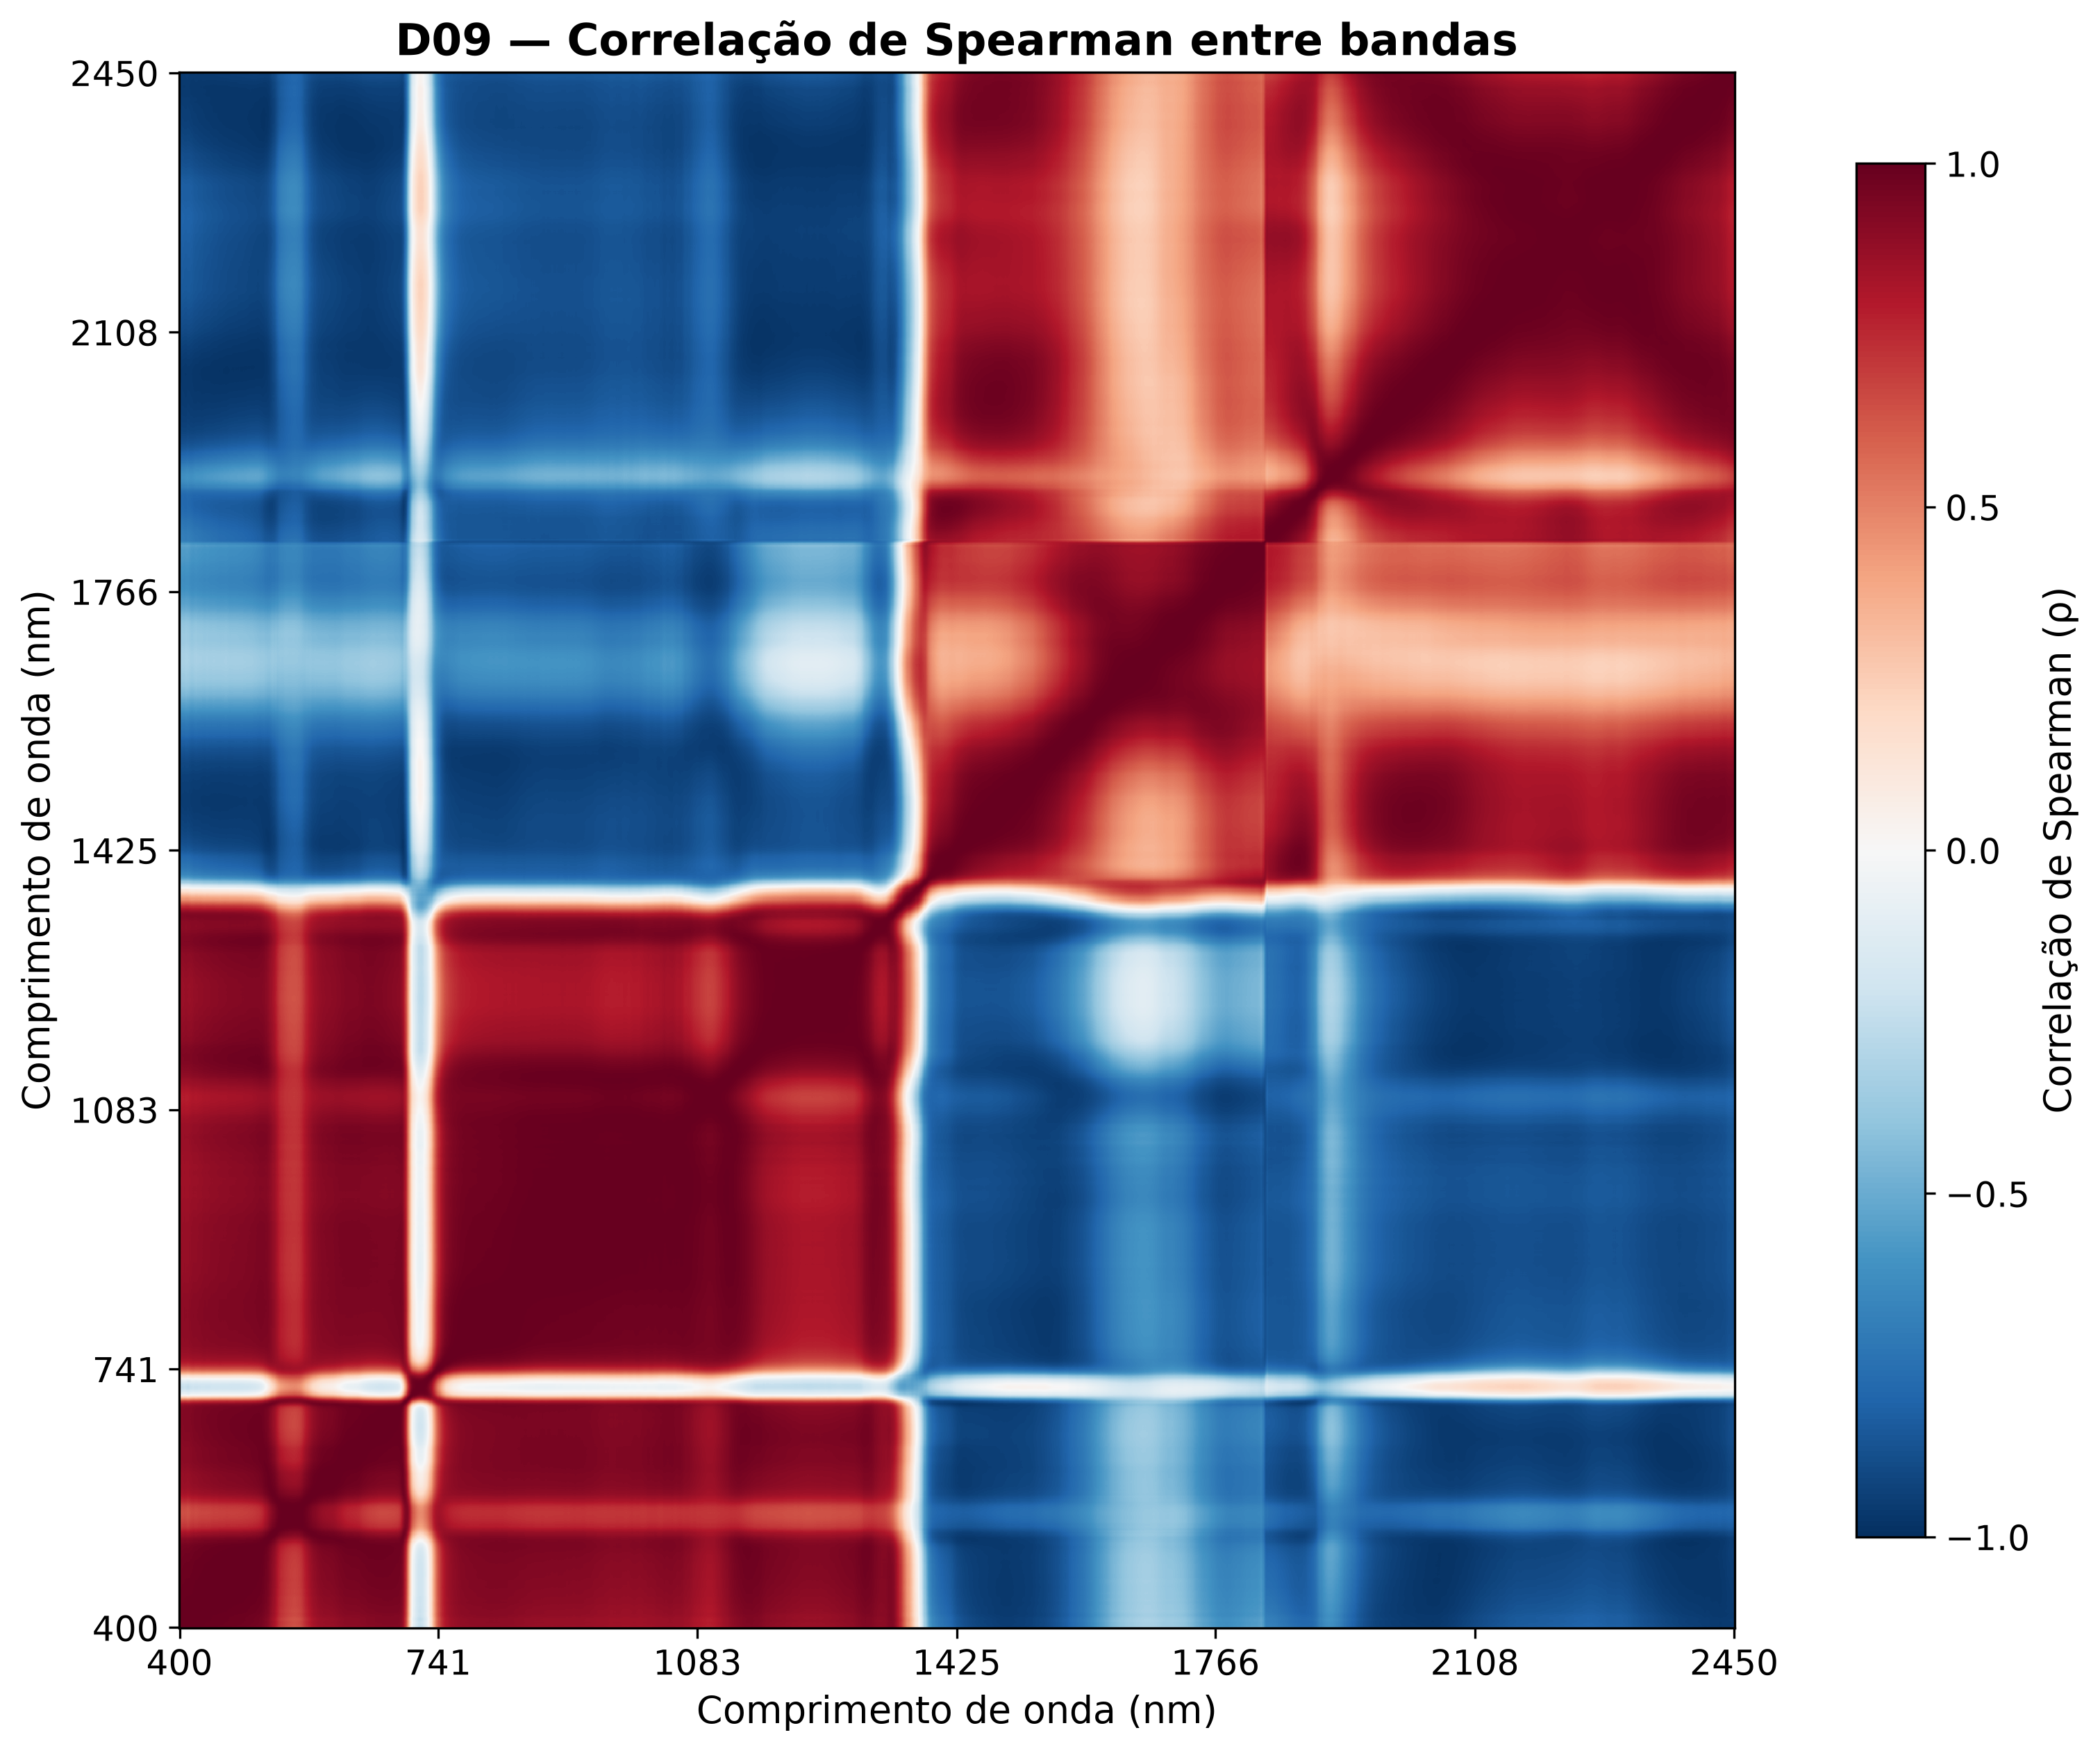 D09 — Correlação de Spearman entre bandas
2450
2108
1766
1425
1083
741
400
Comprimento de onda (nm)
400 741 1083 1425 1766 2108 2450
Comprimento de onda (nm)
1.0
0.5
0.0
−0.5
−1.0
Correlação de Spearman (ρ)